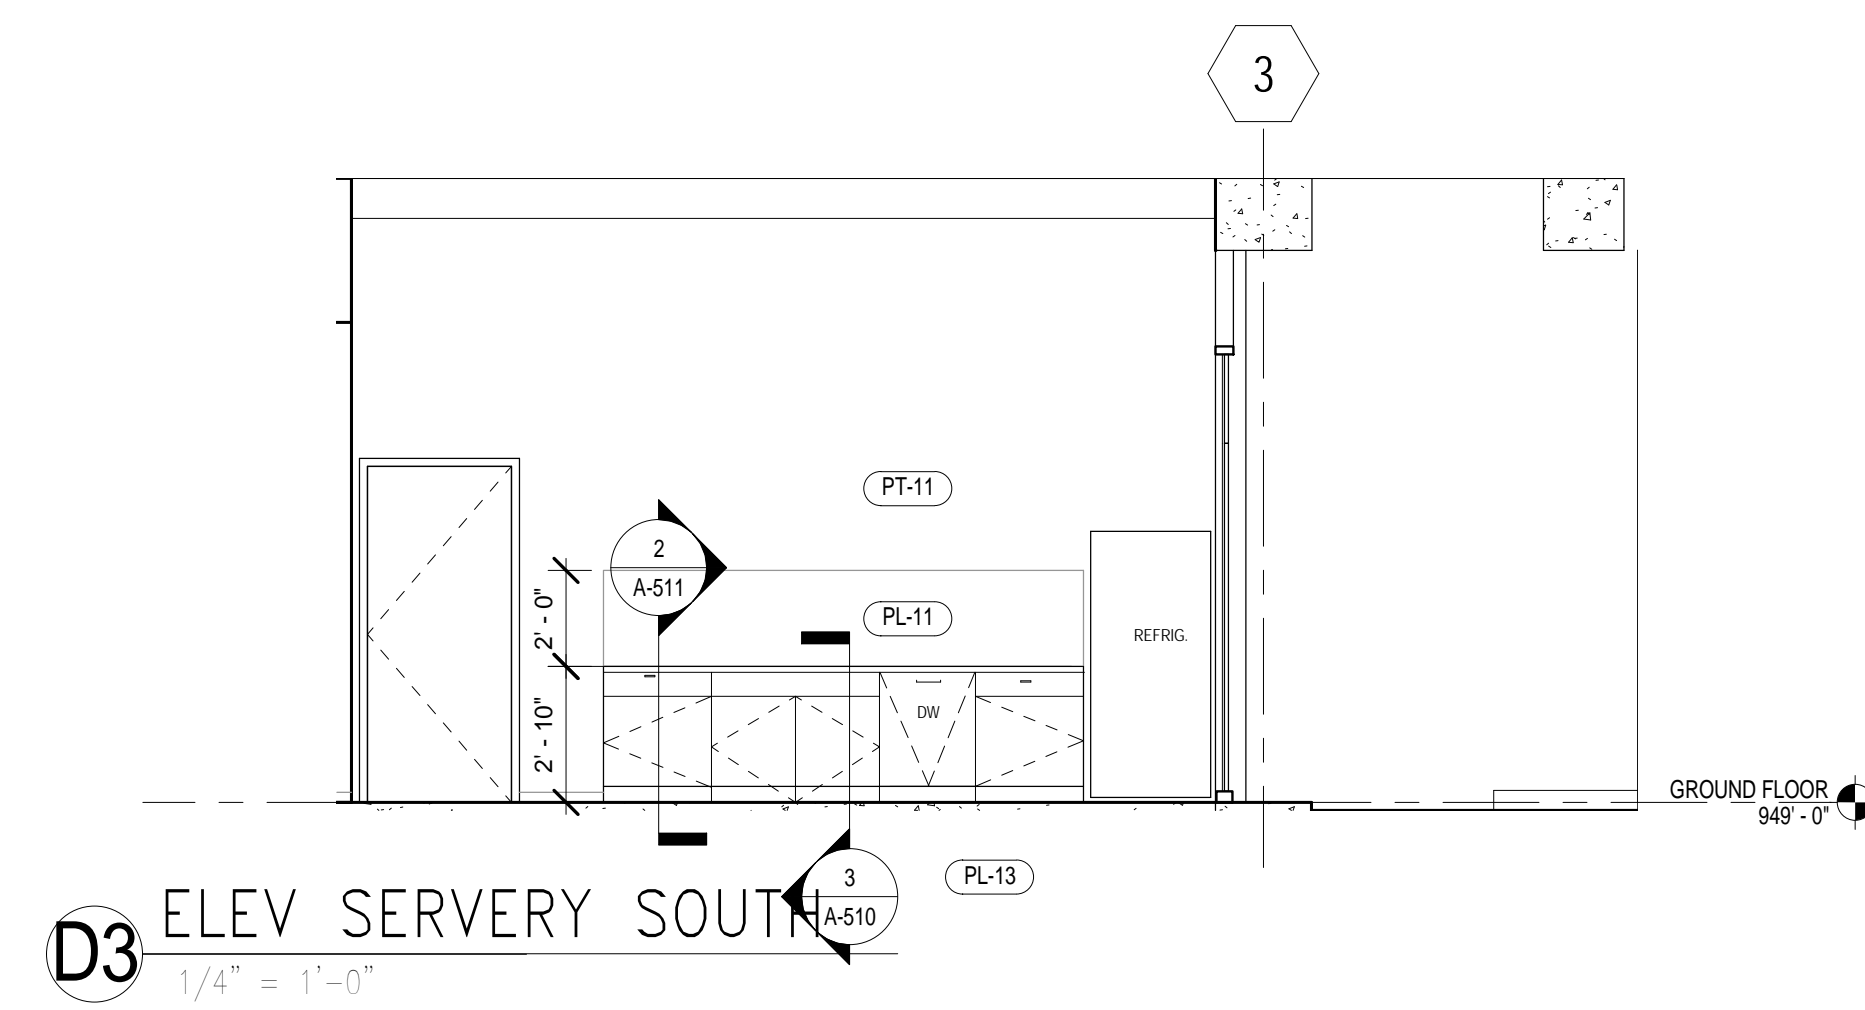 3
PT-11
2
A-511
2' - 0"
PL-11
REFRIG.
2' - 10"
DW
GROUND FLOOR
949' - 0"
3
A-510
PL-13
D3
ELEV SERVERY SOUTH
1/4" = 1'-0"